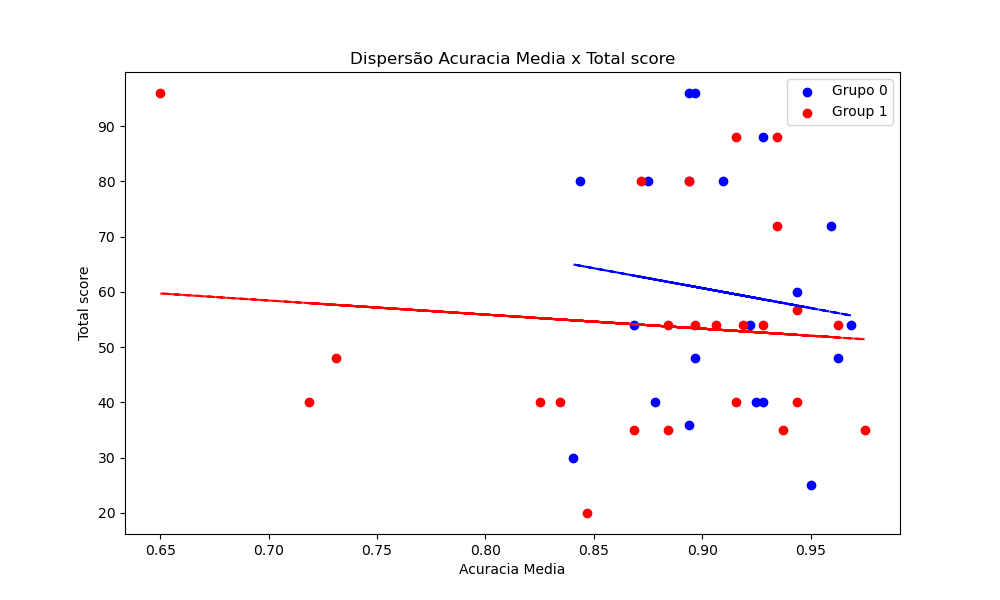 Dispersão Acuracia Media x Total score
Grupo 0
Group 1
Total score
90
80
70
60
50
40
30
20
0.65 0.70 0.75 0.80 0.85 0.90 0.95
Acuracia Media